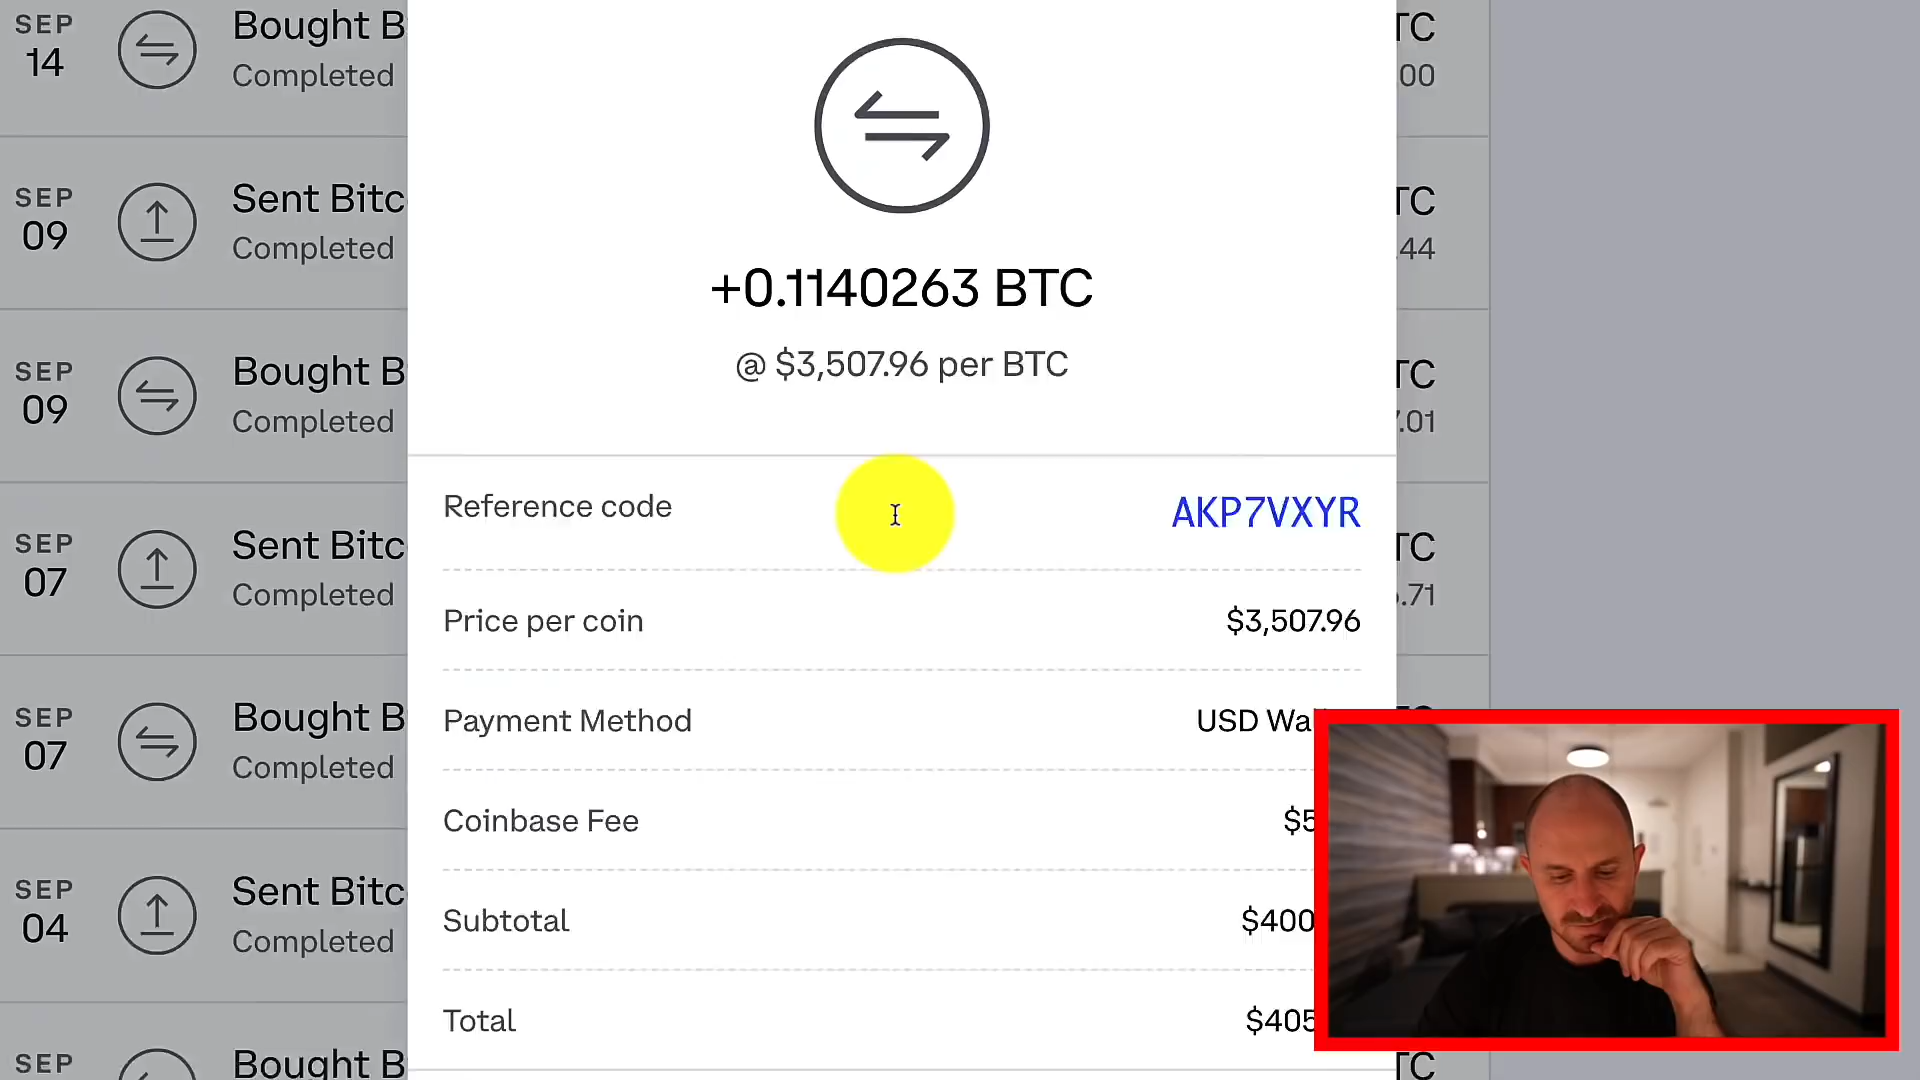 SEP
14
Bought B
Completed
SEP
09
Sent Bitc
Completed
SEP
09
Bought B
Completed
SEP
07
Sent Bitc
Completed
SEP
07
Bought B
Completed
SEP
04
Sent Bitc
Completed
SEP
Bought B
+0.1140263 BTC
@ $3,507.96 per BTC
Reference code AKP7VXYR
Price per coin $3,507.96
Payment Method USD Wa
Coinbase Fee $5
Subtotal $400
Total $405
TC
.00
TC
.44
TC
7.01
TC
.71
TC